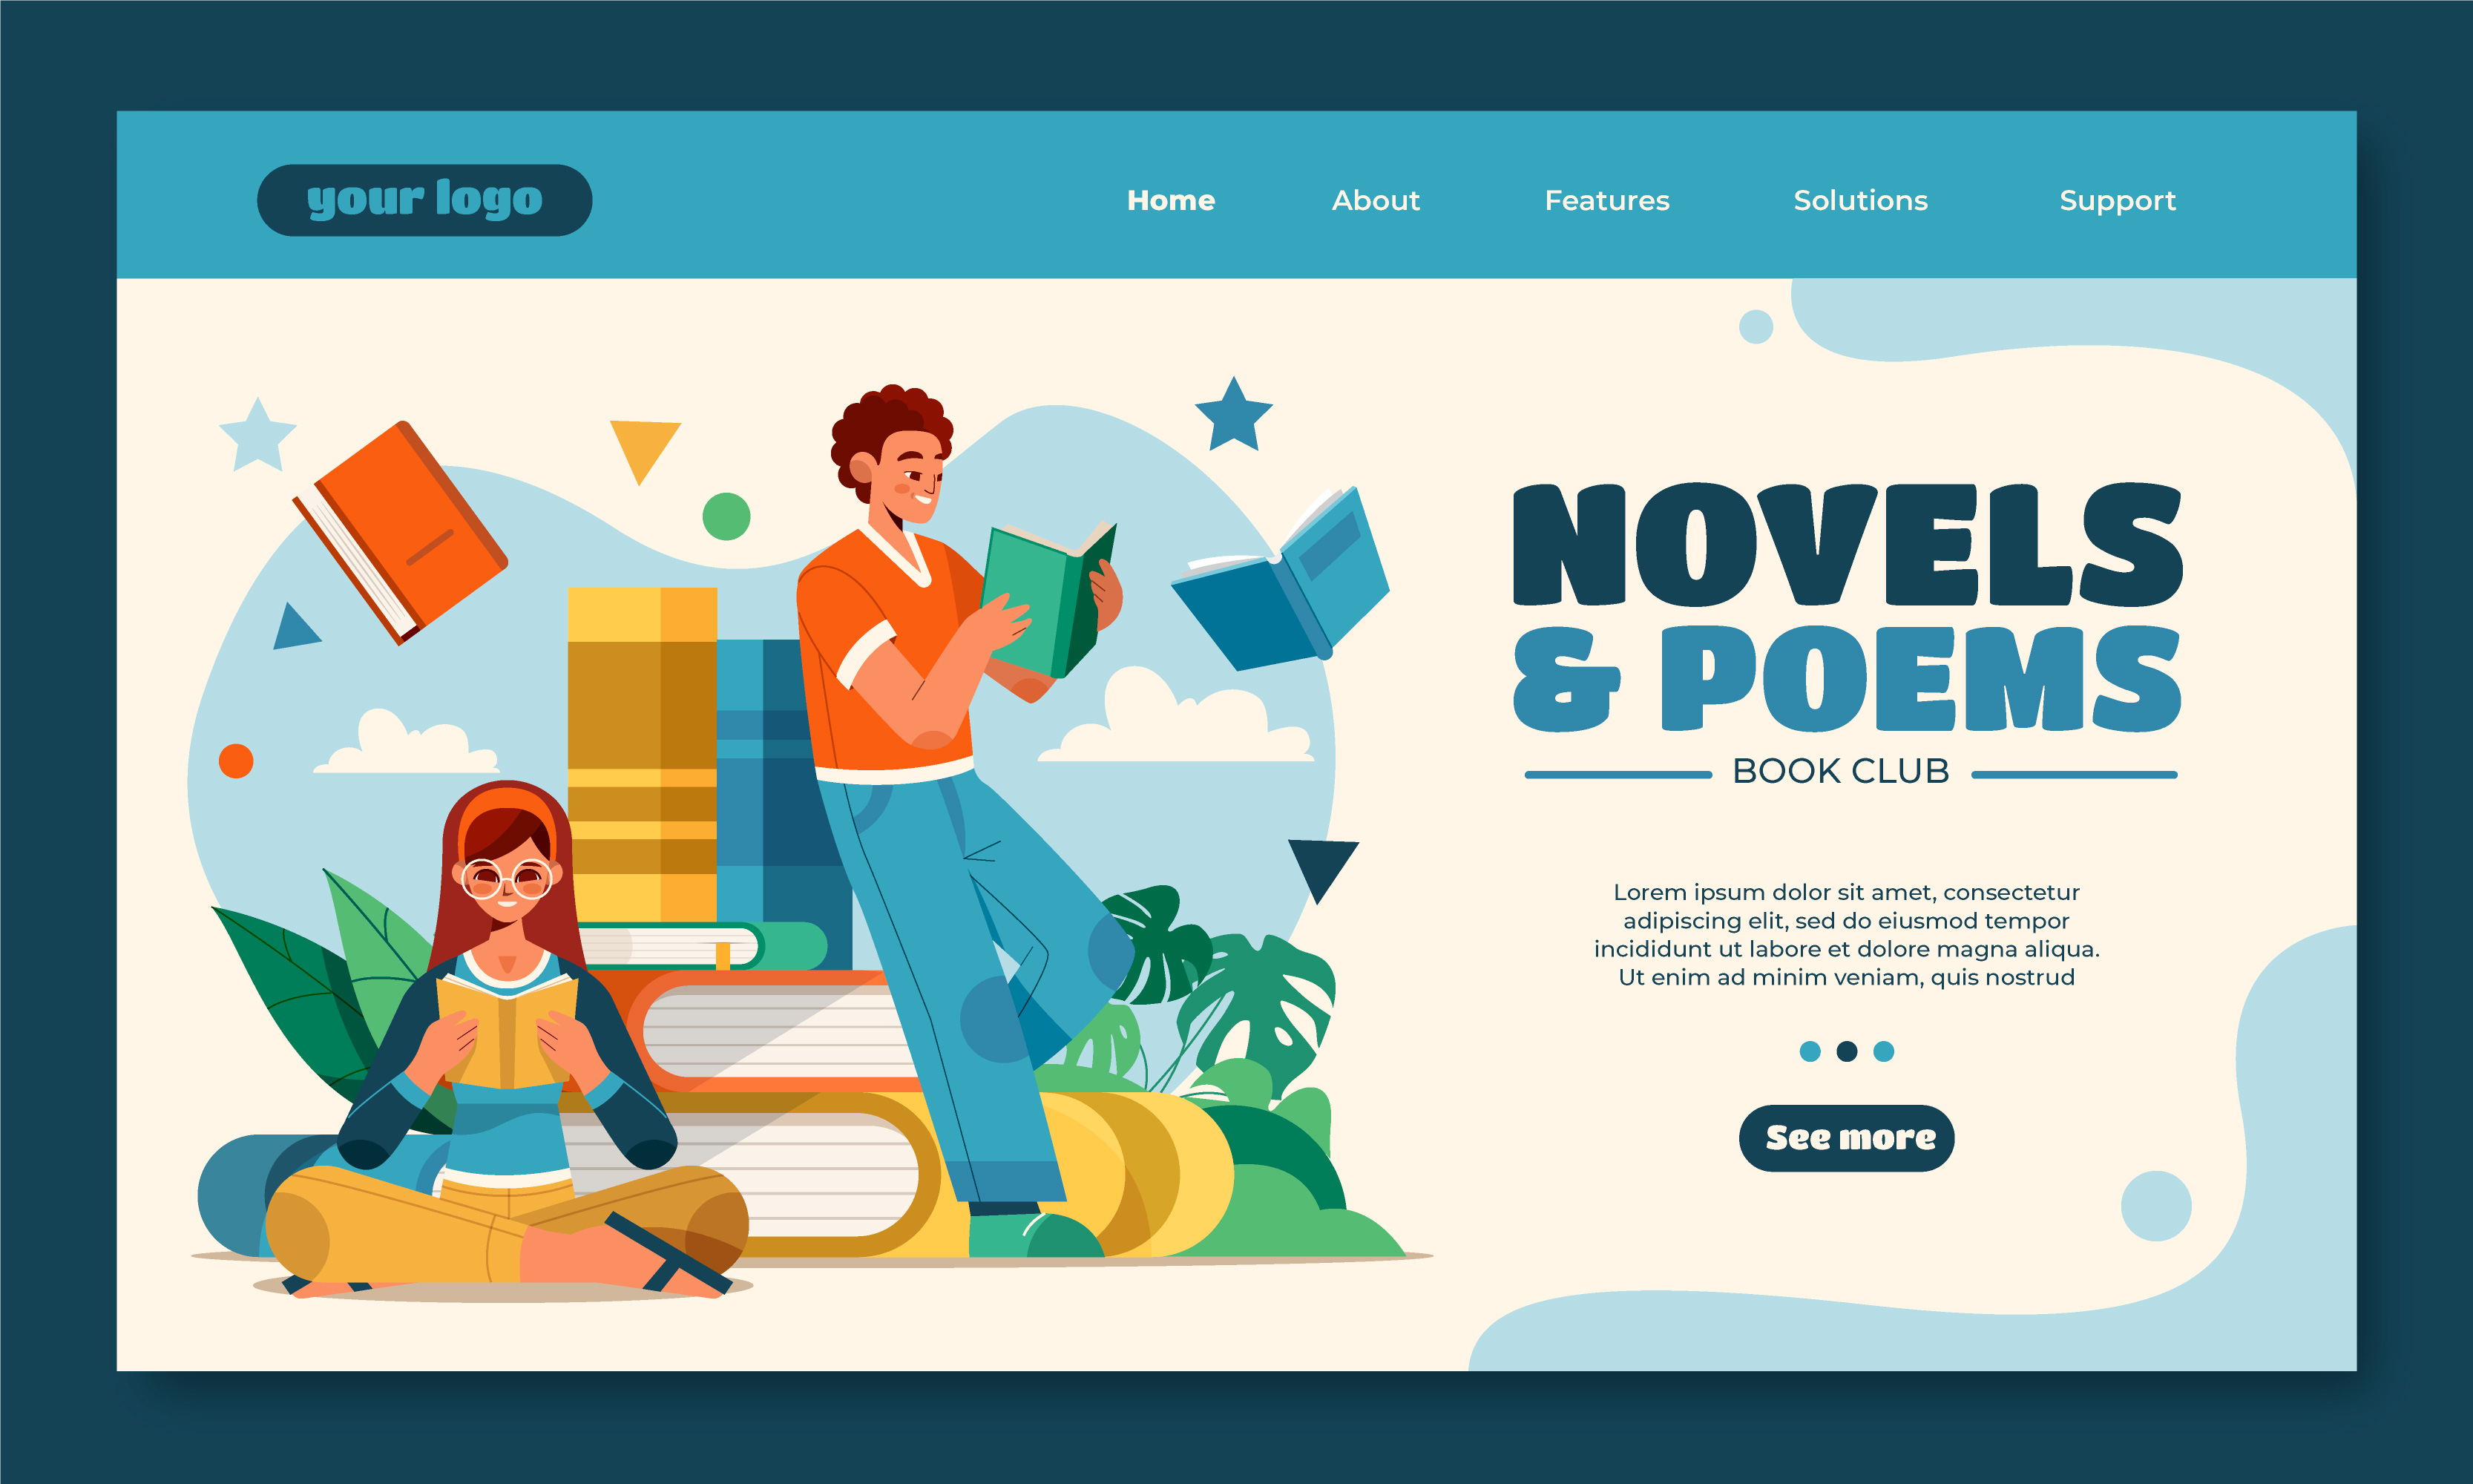 your logo
Home About Features Solutions Support
NOVELS
& POEMS
BOOK CLUB
Lorem ipsum dolor sit amet, consectetur
adipiscing elit, sed do eiusmod tempor
incididunt ut labore et dolore magna aliqua.
Ut enim ad minim veniam, quis nostrud
See more